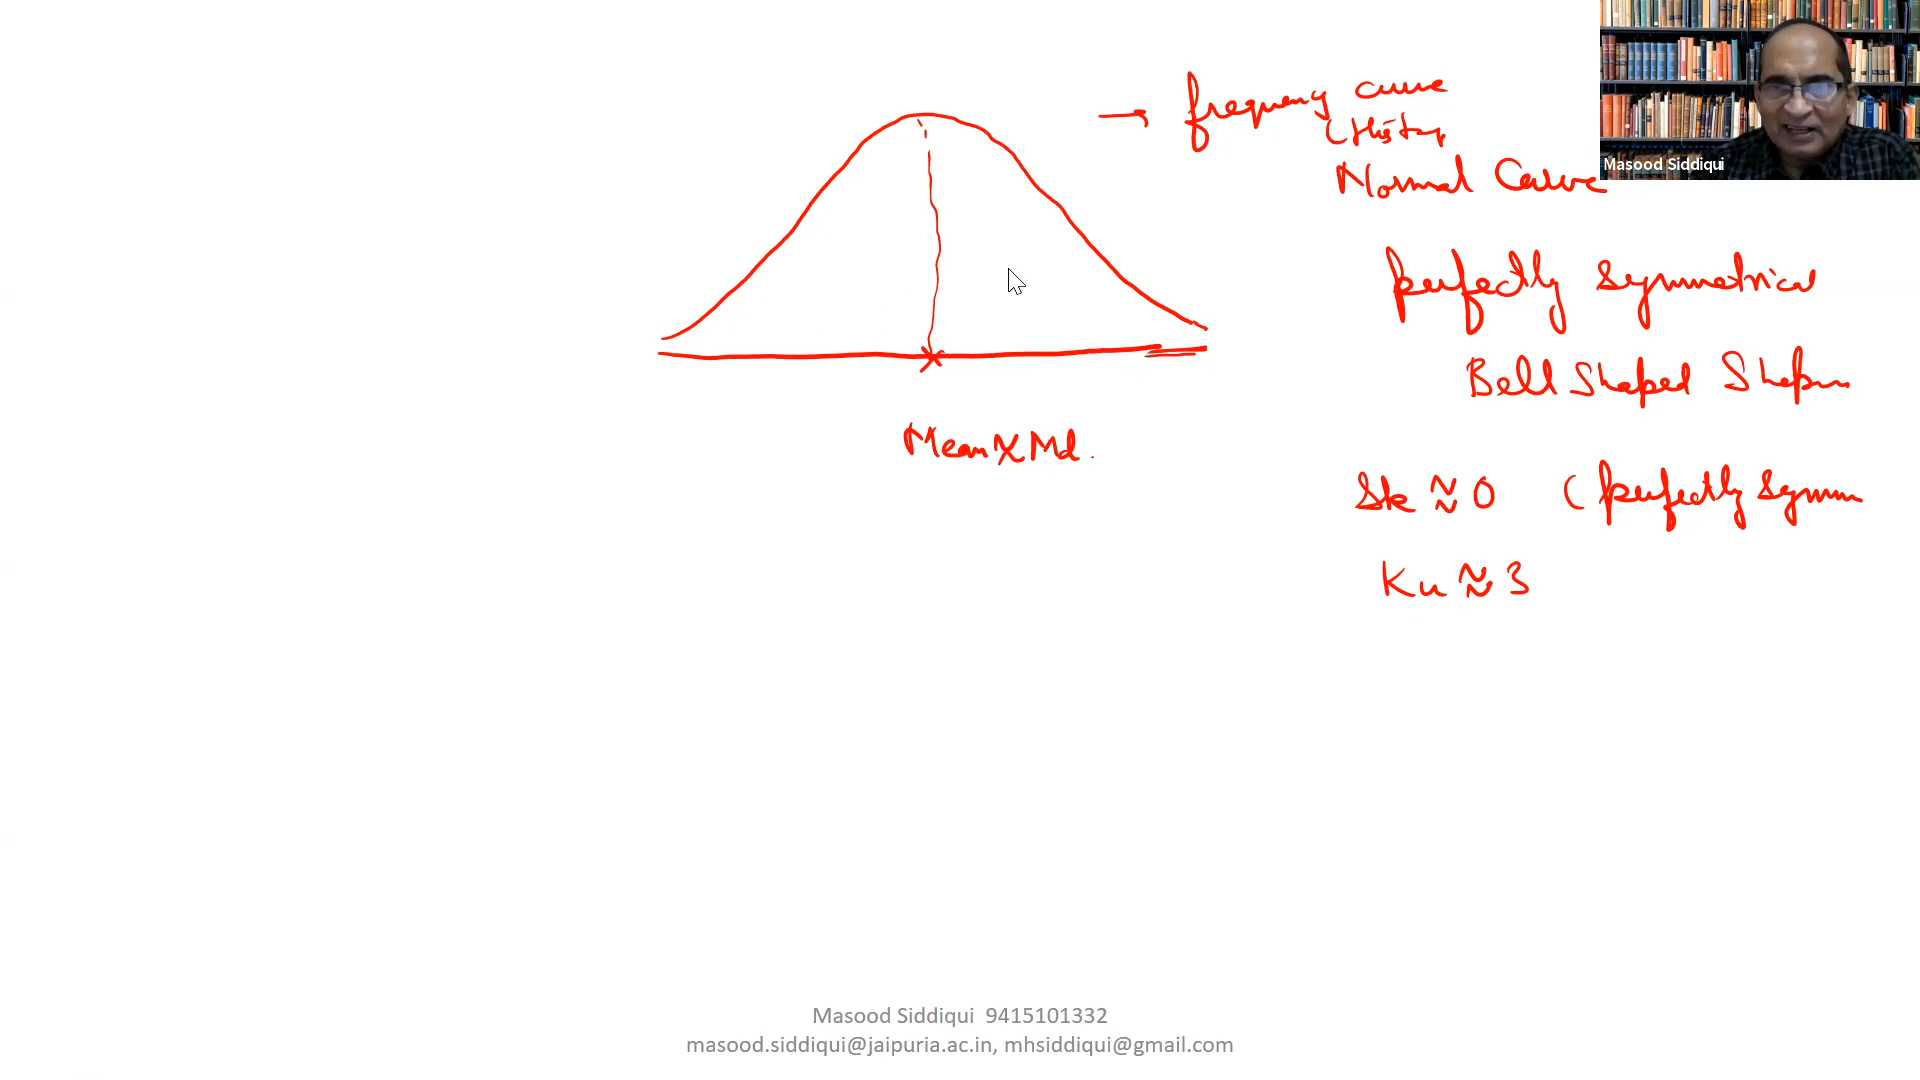 → frequency curve
(Histog
Normal Curve
Masood Siddiqui
perfectly symmetrical
Bell Shaped
Mean ≈ Md.
Sk ≈ 0 (perfectly symm
Ku ≈ 3
Masood Siddiqui 9415101332
masood.siddiqui@jaipuria.ac.in, mhsiddiqui@gmail.com